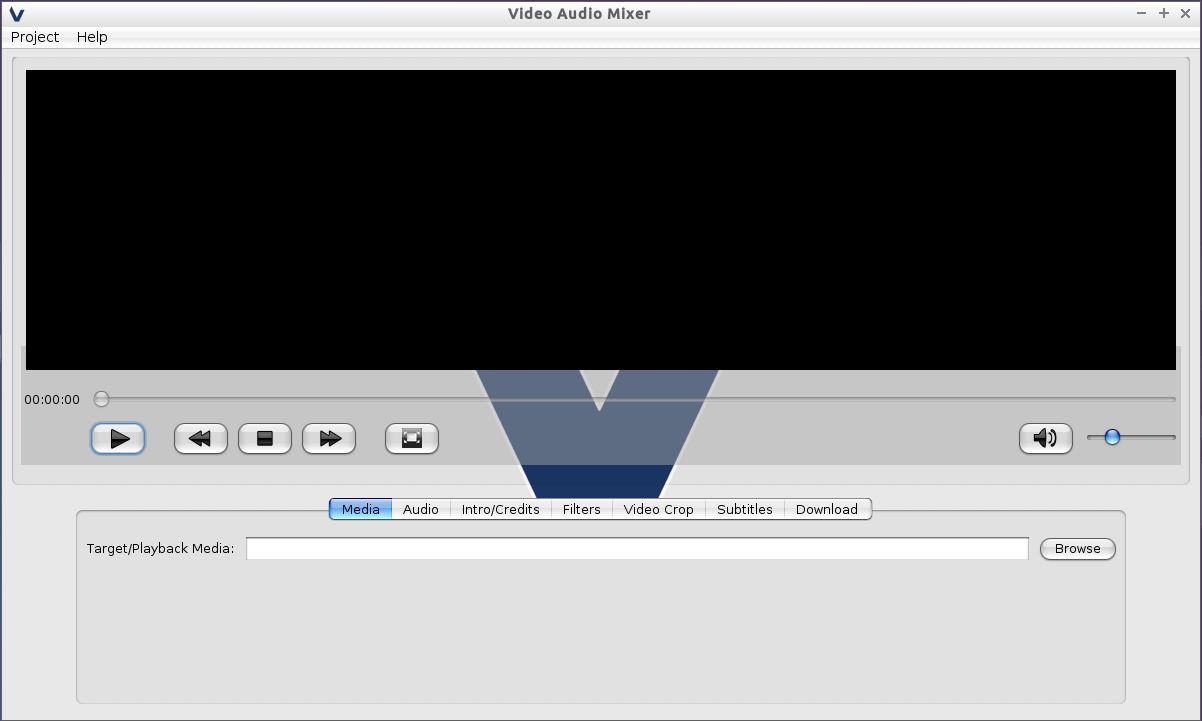 Video Audio Mixer
Project Help
00:00:00
Media Audio Intro/Credits Filters Video Crop Subtitles Download
Target/Playback Media: Browse